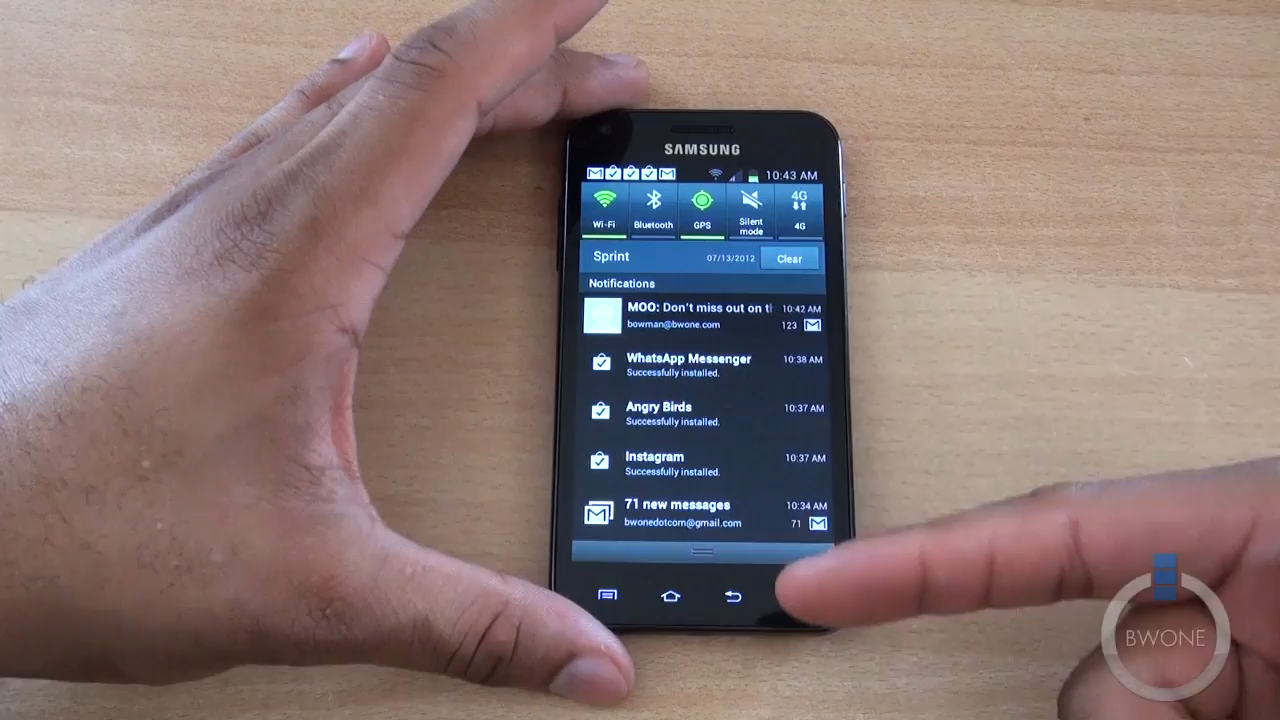 SAMSUNG
10:43 AM
4G
Wi-Fi
Bluetooth
GPS
Silent
mode
4G
Sprint
07/13/2012
Clear
Notifications
MOO: Don't miss out on t
10:42 AM
bowman@bwone.com
123
WhatsApp Messenger
10:38 AM
Successfully installed.
Angry Birds
10:37 AM
Successfully installed.
Instagram
10:37 AM
Successfully installed.
71 new messages
10:34 AM
bwonedotcom@gmail.com
71
BWONE